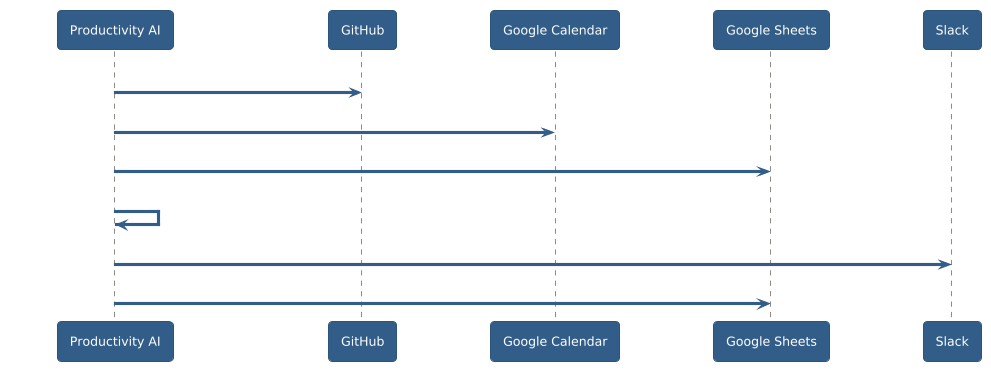 Productivity AI
GitHub
Google Calendar
Google Sheets
Slack
Productivity AI
GitHub
Google Calendar
Google Sheets
Slack